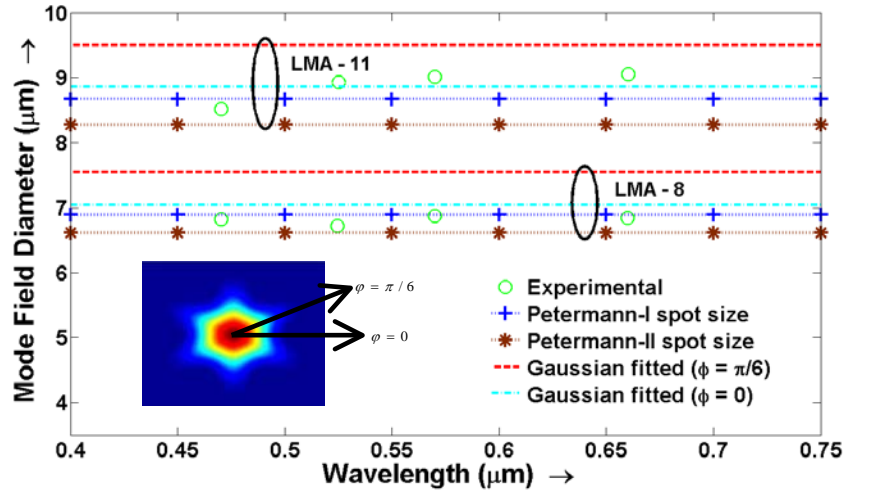 10
9
8
7
6
5
4
Mode Field Diameter (μm) →
LMA - 11
LMA - 8
φ = π / 6
φ = 0
Experimental
Petermann-I spot size
Petermann-II spot size
Gaussian fitted (ϕ = π/6)
Gaussian fitted (ϕ = 0)
0.4 0.45 0.5 0.55 0.6 0.65 0.7 0.75
Wavelength (μm) →